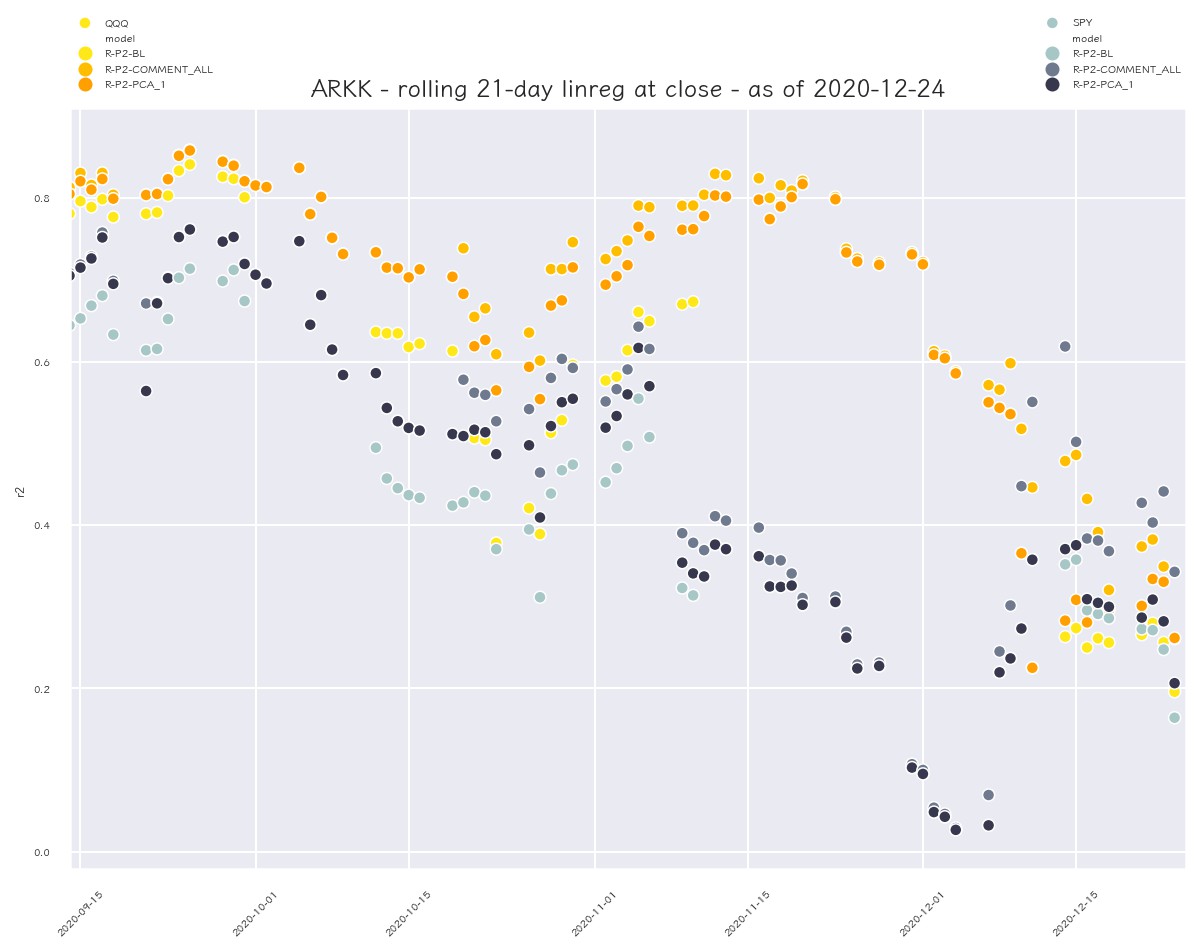 QQQ
model
R-P2-BL
R-P2-COMMENT_ALL
R-P2-PCA_1
SPY
model
R-P2-BL
R-P2-COMMENT_ALL
R-P2-PCA_1
ARKK - rolling 21-day linreg at close - as of 2020-12-24
0.8
0.6
0.4
0.2
0.0
r2
2020-09-15
2020-10-01
2020-10-15
2020-11-01
2020-11-15
2020-12-01
2020-12-15